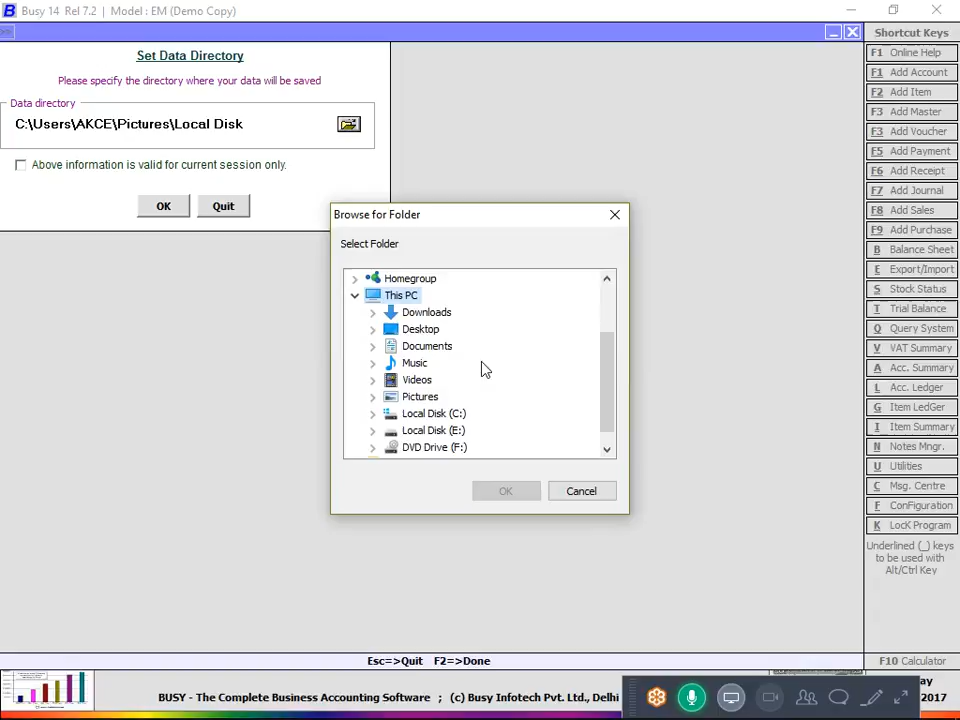 Busy 14 Rel 7.2 | Model : EM (Demo Copy)
Set Data Directory
Please specify the directory where your data will be saved
Data directory
C:\Users\AKCE\Pictures\Local Disk
Above information is valid for current session only.
OK
Quit
Browse for Folder
Select Folder
Homegroup
This PC
Downloads
Desktop
Documents
Music
Videos
Pictures
Local Disk (C:)
Local Disk (E:)
DVD Drive (F:)
OK
Cancel
Shortcut Keys
F1 Online Help
F1 Add Account
F2 Add Item
F3 Add Master
F3 Add Voucher
F5 Add Payment
F6 Add Receipt
F7 Add Journal
F8 Add Sales
F9 Add Purchase
B Balance Sheet
E Export/Import
S Stock Status
T Trial Balance
Q Query System
V VAT Summary
A Acc. Summary
L Acc. Ledger
G Item LedGer
I Item Summary
N Notes Mngr.
U Utilities
C Msg. Centre
F ConFiguration
K LocK Program
Underlined (_) keys
to be used with
Alt/Ctrl Key
Esc=>Quit F2=>Done
F10 Calculator
BUSY - The Complete Business Accounting Software ; (c) Busy Infotech Pvt. Ltd., Delhi
ay
2017